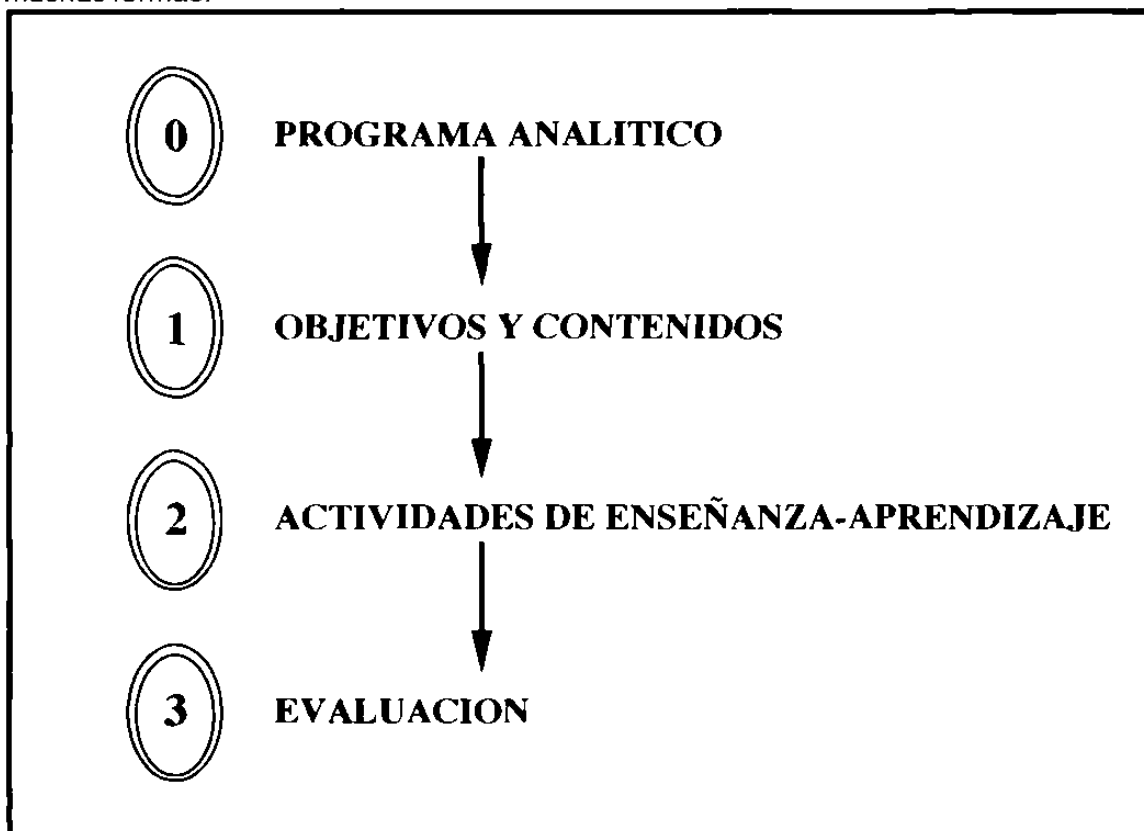 0 PROGRAMA ANALITICO
1 OBJETIVOS Y CONTENIDOS
2 ACTIVIDADES DE ENSEÑANZA-APRENDIZAJE
3 EVALUACION